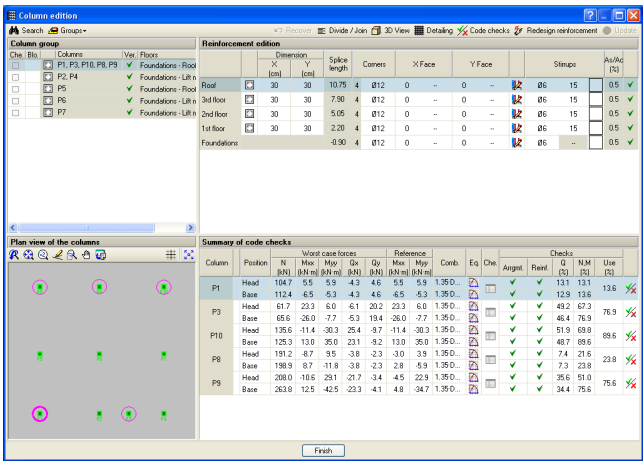 Column edition
Search Groups Recover Divide / Join 3D View Detailing Code checks Redesign reinforcement Update
Column group
Che. Blo. Columns Ver. Floors
P1, P3, P10, P8, P9 Foundations - Roof
P2, P4 Foundations - Lift n
P5 Foundations - Roof
P6 Foundations - Lift n
P7 Foundations - Lift n
Reinforcement edition
Dimension Splice length Corners X Face Y Face Stirrups As/Ac (%)
X (cm) Y (cm)
Roof 30 30 10.75 4 Ø12 0 -- 0 -- Ø6 15 0.5
3rd floor 30 30 7.90 4 Ø12 0 -- 0 -- Ø6 15 0.5
2nd floor 30 30 5.05 4 Ø12 0 -- 0 -- Ø6 15 0.5
1st floor 30 30 2.20 4 Ø12 0 -- 0 -- Ø6 15 0.5
Foundations -0.90 4 Ø12 0 -- 0 -- Ø6 -- 0.5
Plan view of the columns
Summary of code checks
Column Position Worst case forces Reference Comb. Eq. Che. Checks Use (%)
N (kN) Mxx (kN·m) Myy (kN·m) Qx (kN) Qy (kN) Mxx (kN·m) Myy (kN·m) Arrgmt. Reinf. Q (%) N,M (%)
P1 Head 104.7 5.5 5.9 -4.3 4.6 5.5 5.9 1.35·D... 13.1 13.1 13.6
Base 112.4 -6.5 -5.3 -4.3 4.6 -6.5 -5.3 1.35·D... 12.9 13.6
P3 Head 61.7 23.3 6.0 -6.1 20.2 23.3 6.0 1.35·D... 49.2 67.3 76.9
Base 65.6 -26.0 -7.7 -5.3 19.4 -26.0 -7.7 1.35·D... 46.4 76.9
P10 Head 135.6 -11.4 -30.3 25.4 -9.7 -11.4 -30.3 1.35·D... 51.9 69.8 89.6
Base 125.3 13.0 35.0 23.1 -9.2 13.0 35.0 1.35·D... 48.7 89.6
P8 Head 191.2 -8.7 9.5 -3.8 -2.3 -3.0 3.9 1.35·D... 7.4 21.6 23.8
Base 198.9 8.7 -11.8 -3.8 -2.3 2.8 -5.9 1.35·D... 7.3 23.8
P9 Head 208.0 -10.6 29.1 -21.7 -3.4 -4.5 22.9 1.35·D... 35.6 51.0 75.6
Base 263.8 12.5 -42.5 -23.3 -4.1 4.8 -34.7 1.35·D... 34.4 75.6
Finish